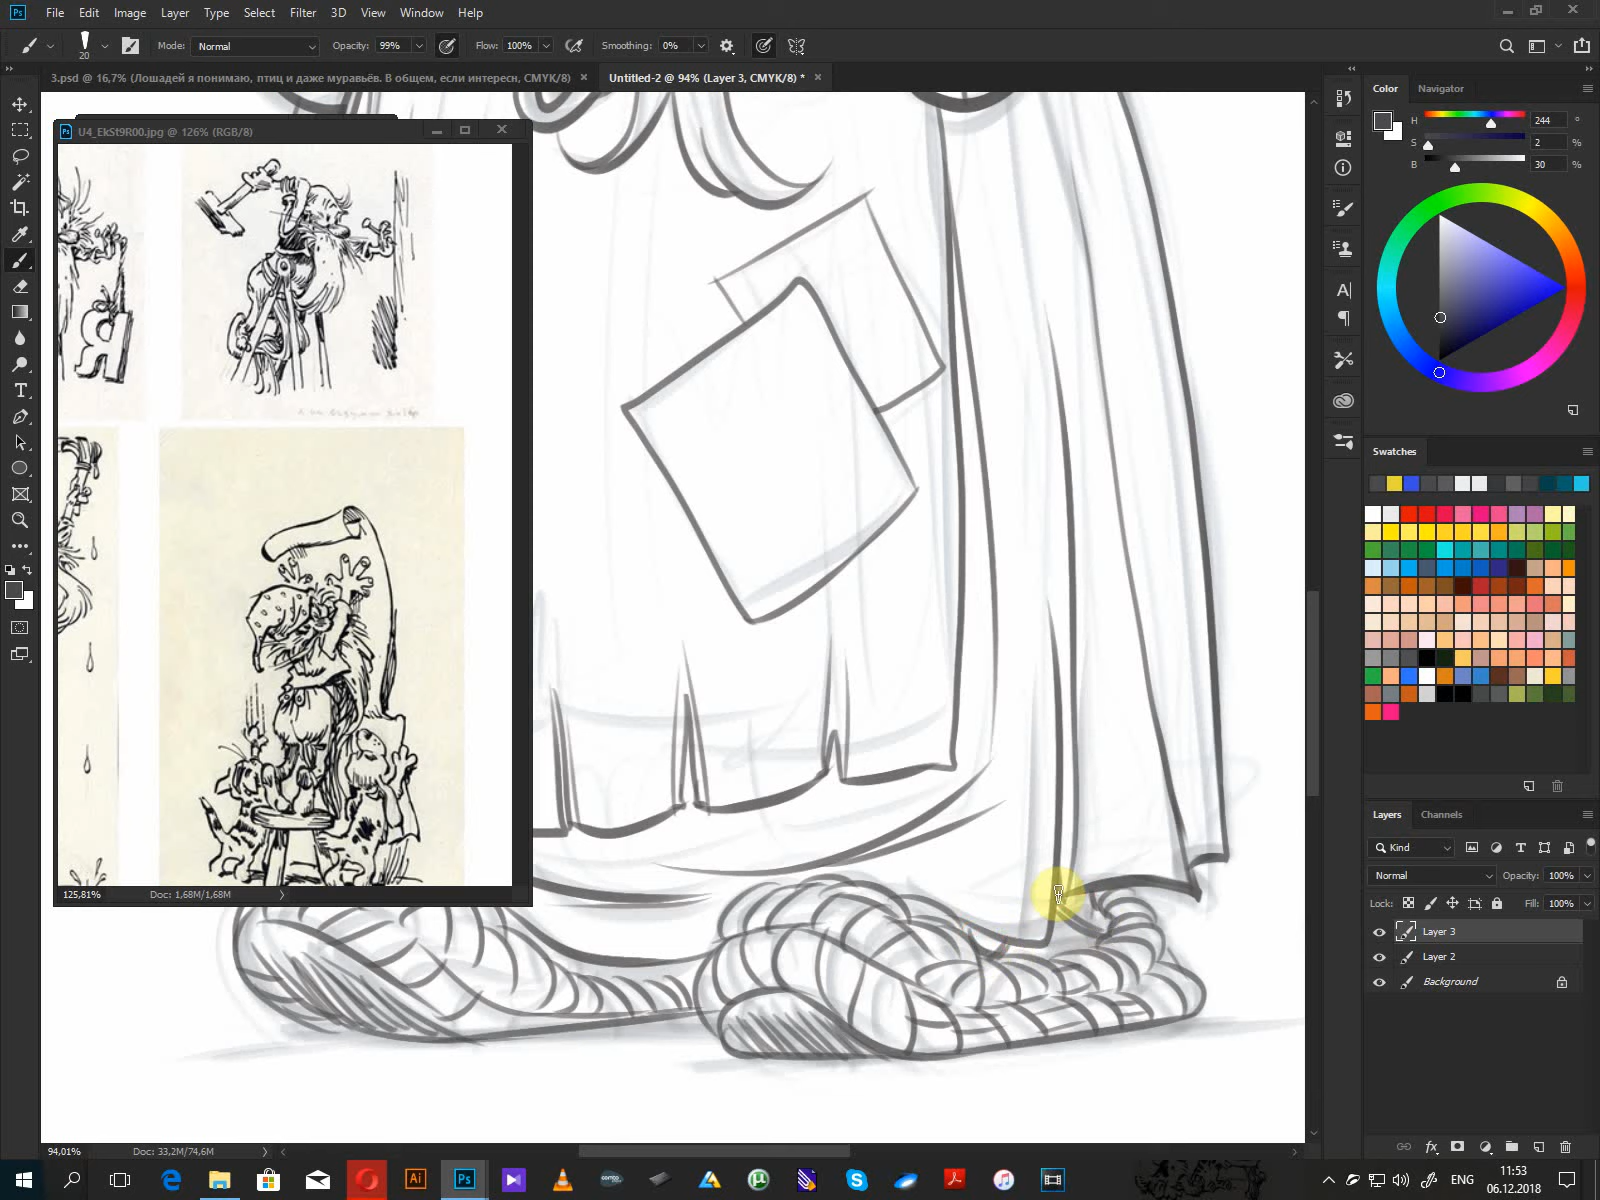 File Edit Image Layer Type Select Filter 3D View Window Help
20 Mode: Normal Opacity: 99% Flow: 100% Smoothing: 0%
3.psd @ 16,7% (Лошадей я понимаю, птиц и даже муравьёв. В общем, если интересн, CMYK/8) × Untitled-2 @ 94% (Layer 3, CMYK/8) * ×
U4_EkSt9R00.jpg @ 126% (RGB/8)
Я
125,81% Doc: 1,68M/1,68M
94,01% Doc: 33,2M/74,6M
Color Navigator
H 244 °
S 2 %
B 30 %
Swatches
Layers Channels
Kind
Normal Opacity: 100%
Lock: Fill: 100%
Layer 3
Layer 2
Background
ENG 11:53
06.12.2018